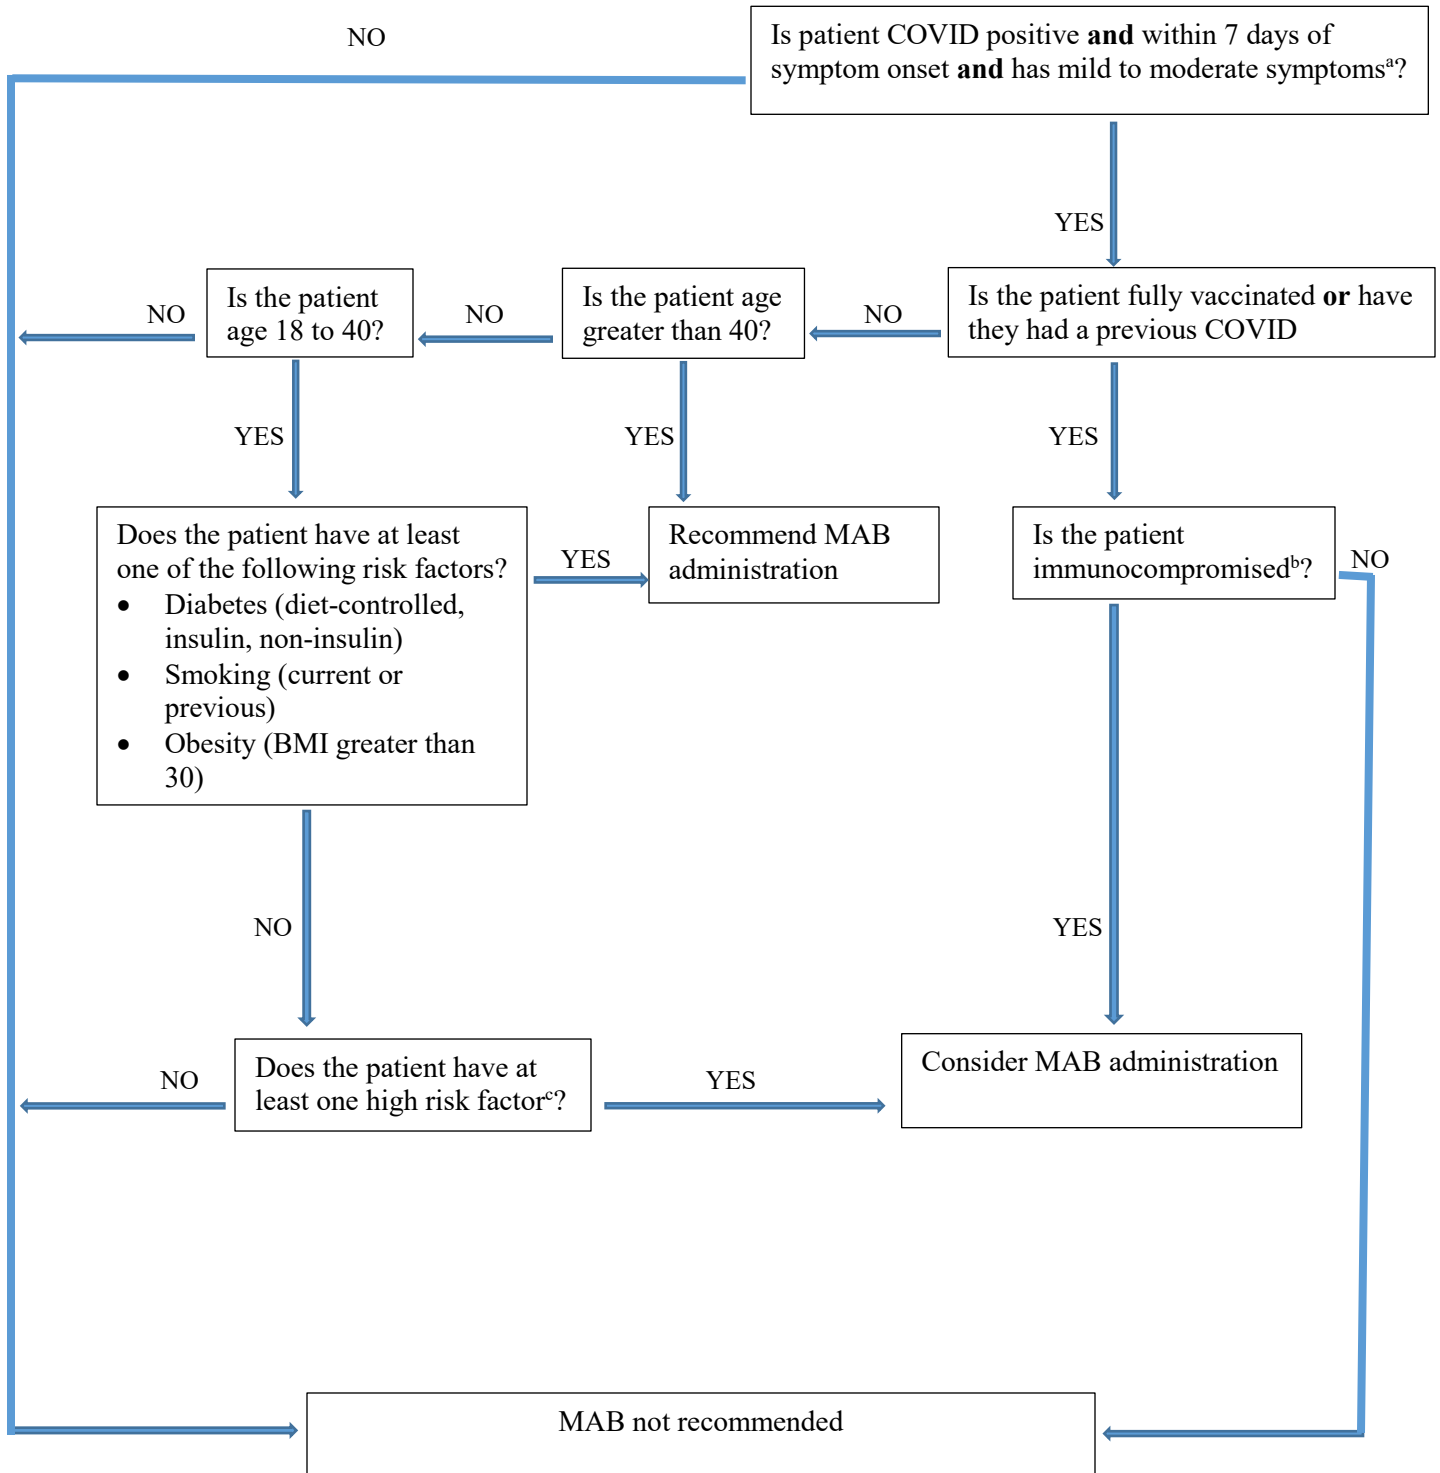 NO
Is patient COVID positive and within 7 days of
symptom onset and has mild to moderate symptomsᵃ?
YES
Is the patient
age 18 to 40?
NO
Is the patient age
greater than 40?
NO
Is the patient fully vaccinated or have
they had a previous COVID
NO
YES
YES
YES
Does the patient have at least
one of the following risk factors?
• Diabetes (diet-controlled,
insulin, non-insulin)
• Smoking (current or
previous)
• Obesity (BMI greater than
30)
YES
Recommend MAB
administration
Is the patient
immunocompromisedᵇ?
NO
NO
YES
NO
Does the patient have at
least one high risk factorᶜ?
YES
Consider MAB administration
MAB not recommended